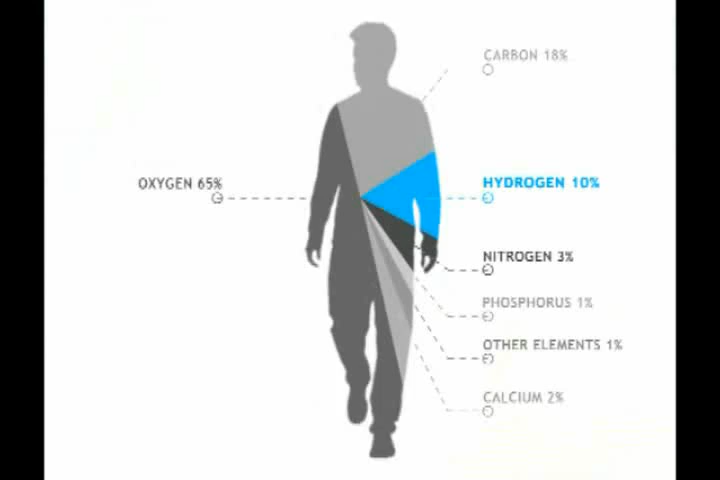 CARBON 18%
OXYGEN 65%
HYDROGEN 10%
NITROGEN 3%
PHOSPHORUS 1%
OTHER ELEMENTS 1%
CALCIUM 2%